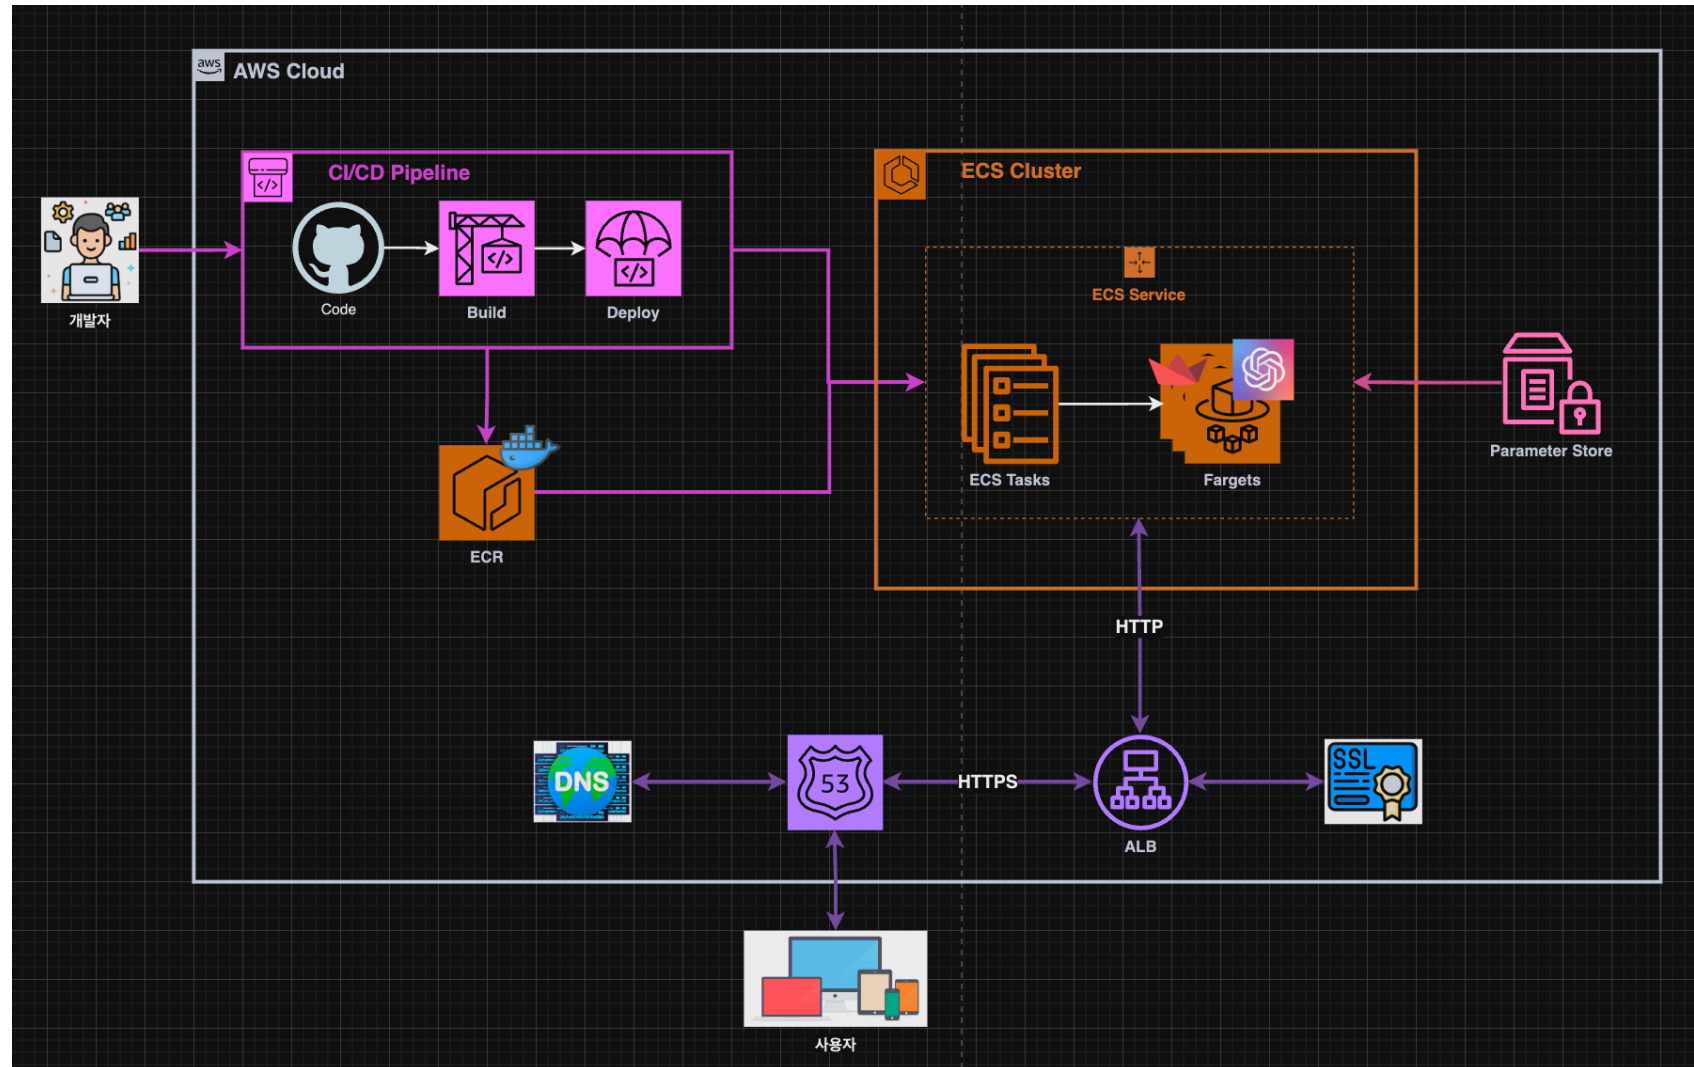 aws
AWS Cloud
CI/CD Pipeline
</>
Code
</>
Build
</>
Deploy
개발자
ECR
ECS Cluster
ECS Service
ECS Tasks
Fargets
Parameter Store
HTTP
DNS
53
HTTPS
ALB
SSL
사용자